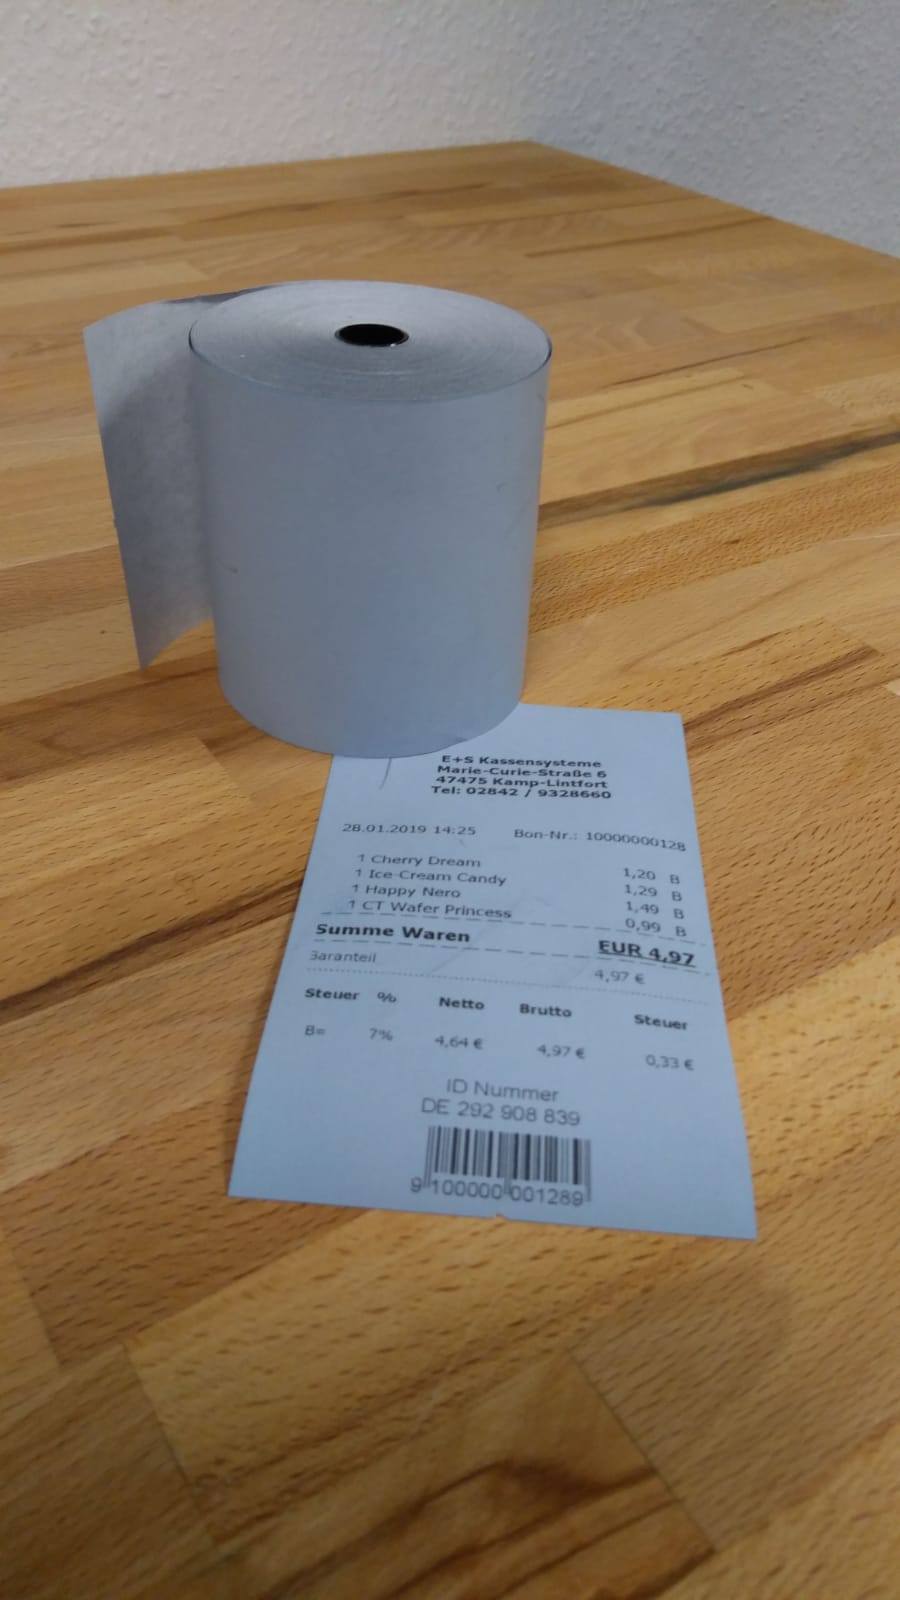 E+S Kassensysteme
Marie-Curie-Straße 6
47475 Kamp-Lintfort
Tel: 02842 / 9328660
28.01.2019 14:25 Bon-Nr.: 10000000128
1 Cherry Dream 1,20 B
1 Ice-Cream Candy 1,29 B
1 Happy Nero 1,49 B
1 CT Wafer Princess 0,99 B
Summe Waren EUR 4,97
Baranteil 4,97 €
Steuer % Netto Brutto Steuer
B= 7% 4,64 € 4,97 € 0,33 €
ID Nummer
DE 292 908 839
9 100000 001289